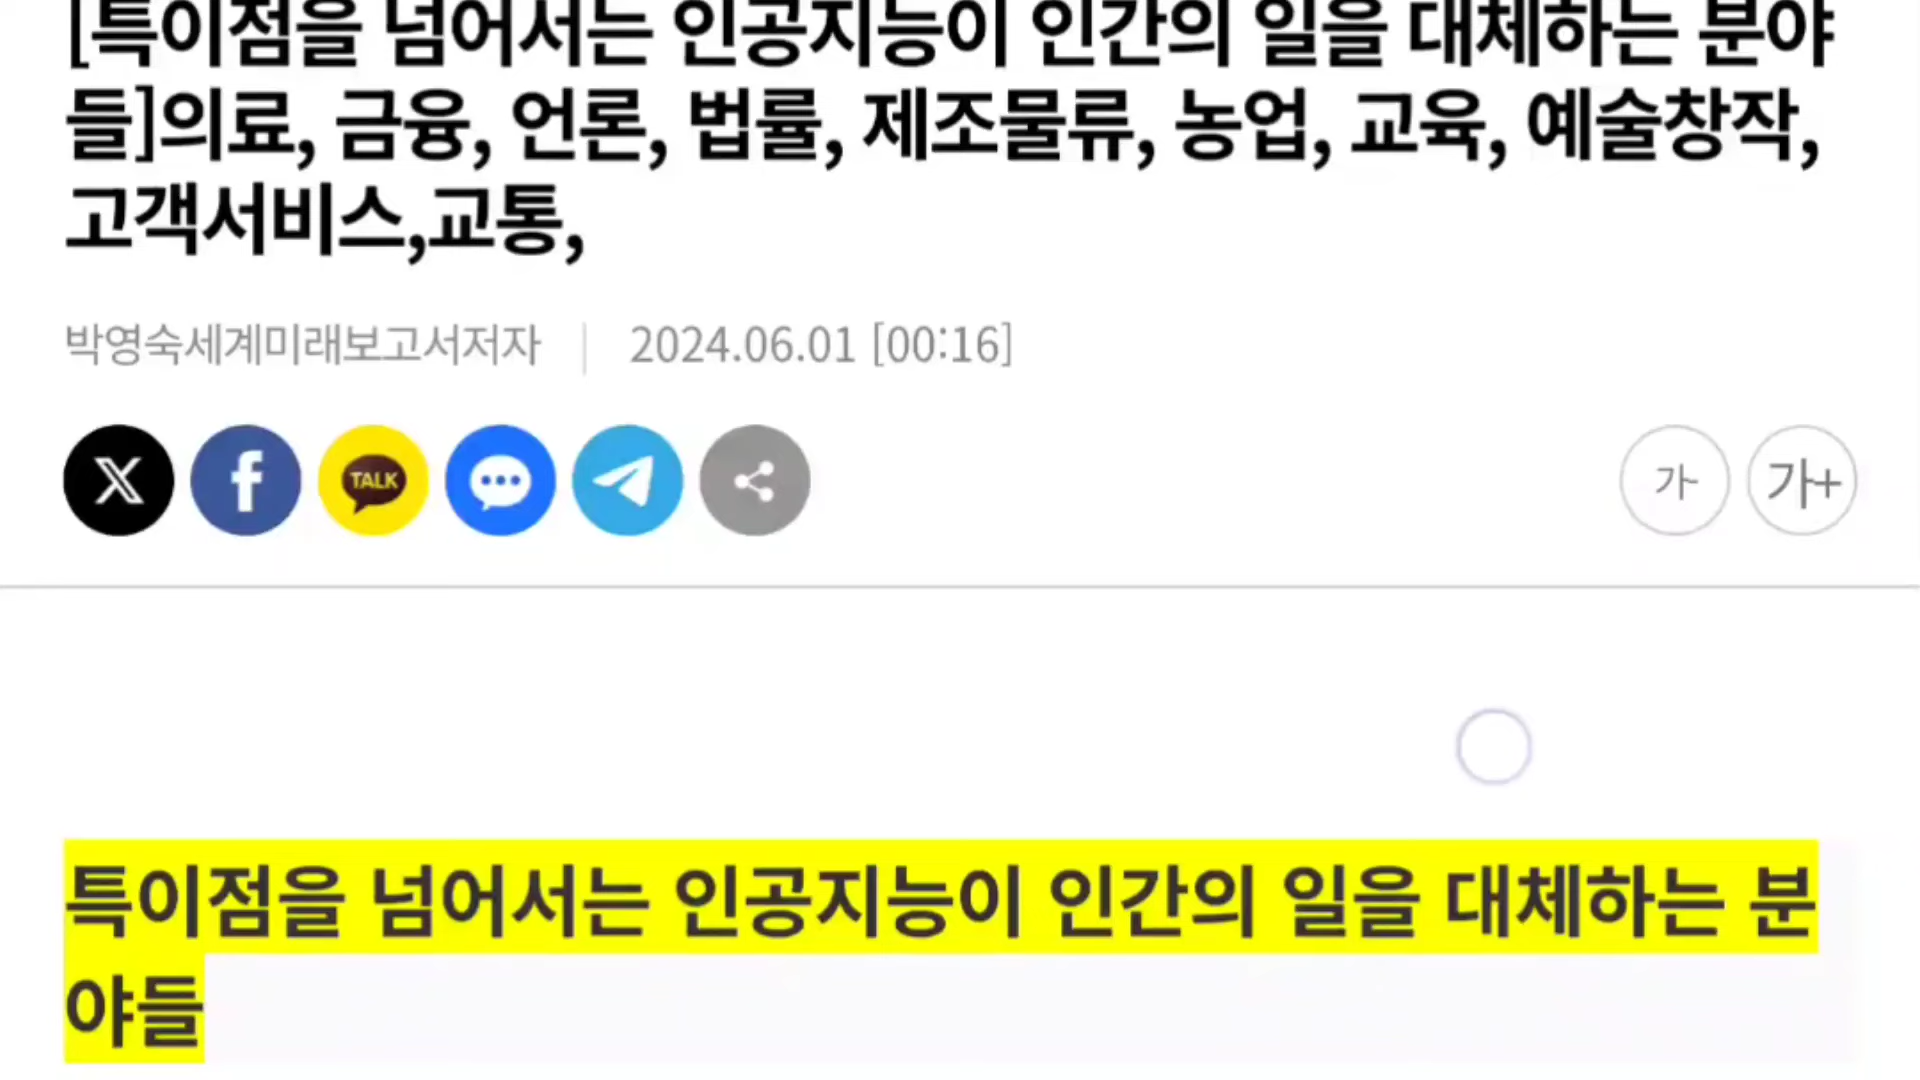 [특이점을 넘어서는 인공지능이 인간의 일을 대체하는 분야
들]의료, 금융, 언론, 법률, 제조물류, 농업, 교육, 예술창작,
고객서비스,교통,
박영숙세계미래보고서저자 2024.06.01 [00:16]
TALK
가- 가+
특이점을 넘어서는 인공지능이 인간의 일을 대체하는 분
야들